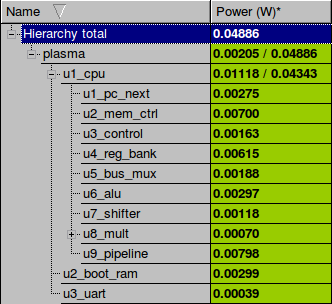 Name Power (W)*
Hierarchy total 0.04886
plasma 0.00205 / 0.04886
u1_cpu 0.01118 / 0.04343
u1_pc_next 0.00275
u2_mem_ctrl 0.00700
u3_control 0.00163
u4_reg_bank 0.00615
u5_bus_mux 0.00188
u6_alu 0.00297
u7_shifter 0.00118
u8_mult 0.00070
u9_pipeline 0.00798
u2_boot_ram 0.00299
u3_uart 0.00039